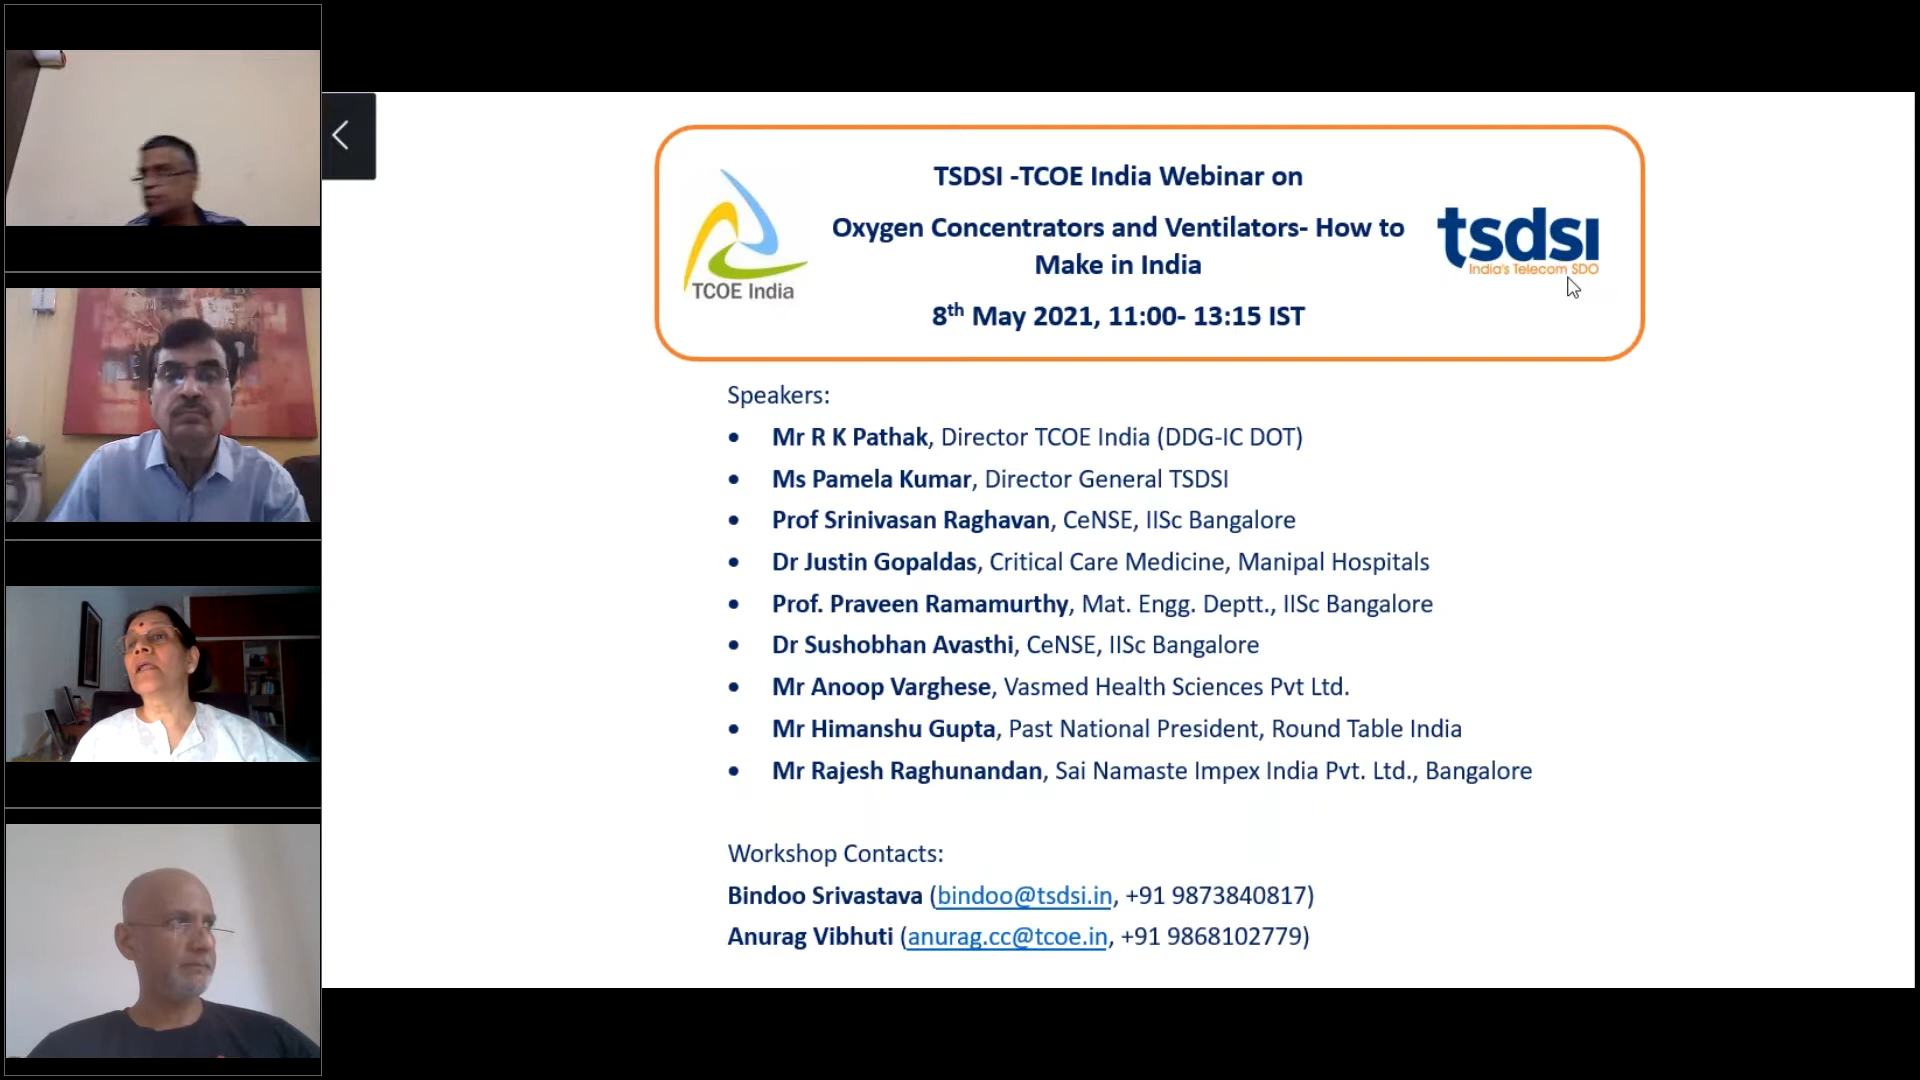 TSDSI -TCOE India Webinar on
Oxygen Concentrators and Ventilators- How to
Make in India
8th May 2021, 11:00- 13:15 IST
TCOE India
tsdsi
India's Telecom SDO
Speakers:
• Mr R K Pathak, Director TCOE India (DDG-IC DOT)
• Ms Pamela Kumar, Director General TSDSI
• Prof Srinivasan Raghavan, CeNSE, IISc Bangalore
• Dr Justin Gopaldas, Critical Care Medicine, Manipal Hospitals
• Prof. Praveen Ramamurthy, Mat. Engg. Deptt., IISc Bangalore
• Dr Sushobhan Avasthi, CeNSE, IISc Bangalore
• Mr Anoop Varghese, Vasmed Health Sciences Pvt Ltd.
• Mr Himanshu Gupta, Past National President, Round Table India
• Mr Rajesh Raghunandan, Sai Namaste Impex India Pvt. Ltd., Bangalore
Workshop Contacts:
Bindoo Srivastava (bindoo@tsdsi.in, +91 9873840817)
Anurag Vibhuti (anurag.cc@tcoe.in, +91 9868102779)